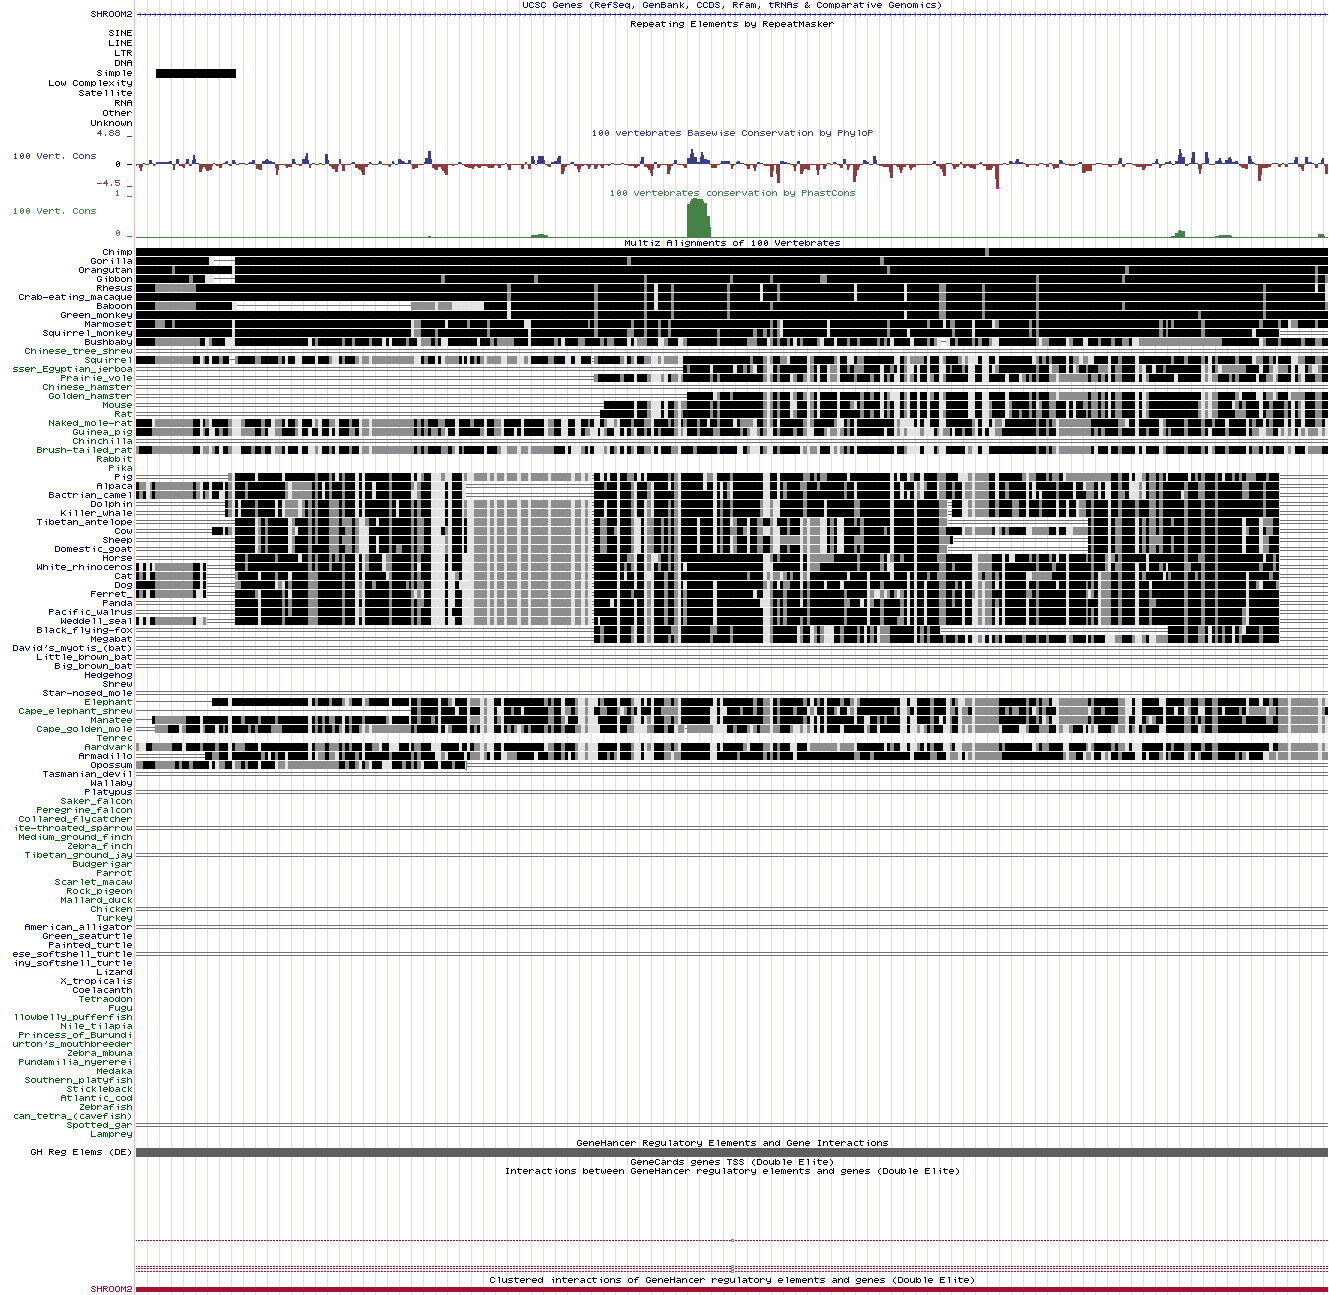 UCSC Genes (RefSeq, GenBank, CCDS, Rfam, tRNAs & Comparative Genomics)
SHROOM2
Repeating Elements by RepeatMasker
SINE
LINE
LTR
DNA
Simple
Low Complexity
Satellite
RNA
Other
Unknown
4.88 _
100 vertebrates Basewise Conservation by PhyloP
100 Vert. Cons
0 _
-4.5 _
1 _
100 vertebrates conservation by PhastCons
100 Vert. Cons
0 _
Multiz Alignments of 100 Vertebrates
Chimp
Gorilla
Orangutan
Gibbon
Rhesus
Crab-eating_macaque
Baboon
Green_monkey
Marmoset
Squirrel_monkey
Bushbaby
Chinese_tree_shrew
Squirrel
sser_Egyptian_jerboa
Prairie_vole
Chinese_hamster
Golden_hamster
Mouse
Rat
Naked_mole-rat
Guinea_pig
Chinchilla
Brush-tailed_rat
Rabbit
Pika
Pig
Alpaca
Bactrian_camel
Dolphin
Killer_whale
Tibetan_antelope
Cow
Sheep
Domestic_goat
Horse
White_rhinoceros
Cat
Dog
Ferret_
Panda
Pacific_walrus
Weddell_seal
Black_flying-fox
Megabat
David's_myotis_(bat)
Little_brown_bat
Big_brown_bat
Hedgehog
Shrew
Star-nosed_mole
Elephant
Cape_elephant_shrew
Manatee
Cape_golden_mole
Tenrec
Aardvark
Armadillo
Opossum
Tasmanian_devil
Wallaby
Platypus
Saker_falcon
Peregrine_falcon
Collared_flycatcher
ite-throated_sparrow
Medium_ground_finch
Zebra_finch
Tibetan_ground_jay
Budgerigar
Parrot
Scarlet_macaw
Rock_pigeon
Mallard_duck
Chicken
Turkey
American_alligator
Green_seaturtle
Painted_turtle
ese_softshell_turtle
iny_softshell_turtle
Lizard
X_tropicalis
Coelacanth
Tetraodon
Fugu
llowbelly_pufferfish
Nile_tilapia
Princess_of_Burundi
urton's_mouthbreeder
Zebra_mbuna
Pundamilia_nyererei
Medaka
Southern_platyfish
Stickleback
Atlantic_cod
Zebrafish
can_tetra_(cavefish)
Spotted_gar
Lamprey
GeneHancer Regulatory Elements and Gene Interactions
GH Reg Elems (DE)
GeneCards genes TSS (Double Elite)
Interactions between GeneHancer regulatory elements and genes (Double Elite)
Clustered interactions of GeneHancer regulatory elements and genes (Double Elite)
SHROOM2